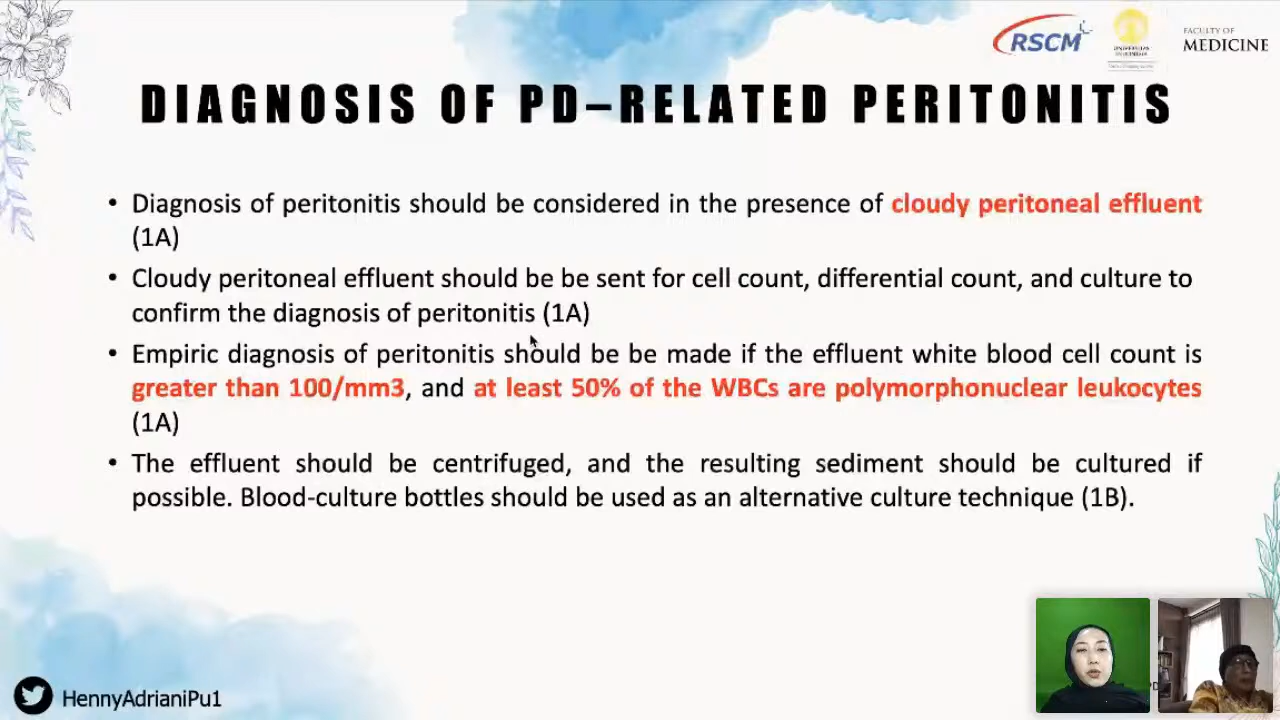 RSCM
FACULTY OF
MEDICINE
DIAGNOSIS OF PD–RELATED PERITONITIS
• Diagnosis of peritonitis should be considered in the presence of cloudy peritoneal effluent
(1A)
• Cloudy peritoneal effluent should be be sent for cell count, differential count, and culture to
confirm the diagnosis of peritonitis (1A)
• Empiric diagnosis of peritonitis should be be made if the effluent white blood cell count is
greater than 100/mm3, and at least 50% of the WBCs are polymorphonuclear leukocytes
(1A)
• The effluent should be centrifuged, and the resulting sediment should be cultured if
possible. Blood-culture bottles should be used as an alternative culture technique (1B).
HennyAdrianiPu1